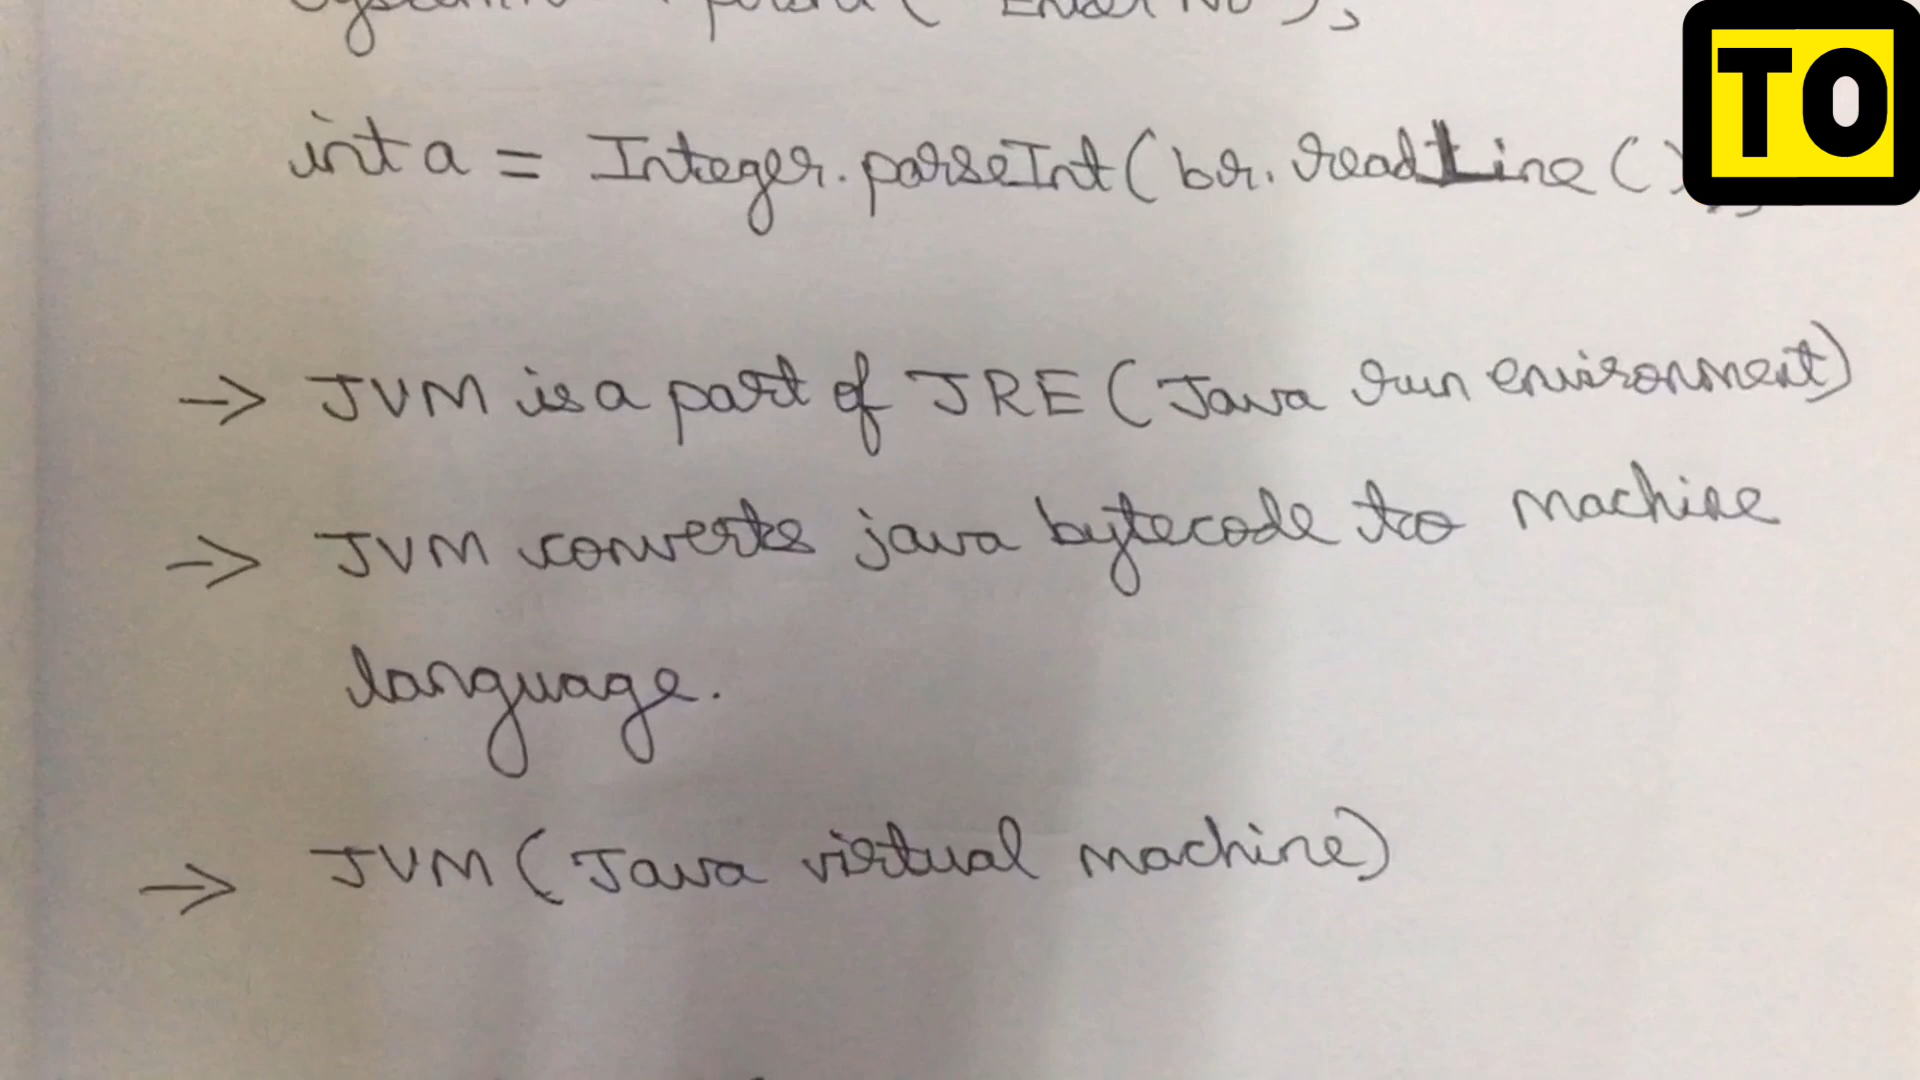 TO
int a = Integer.parseInt(br.readLine()
→ JVM is a part of JRE (Java run environment)
→ JVM converts java bytecode to machine
language.
→ JVM (Java virtual machine)